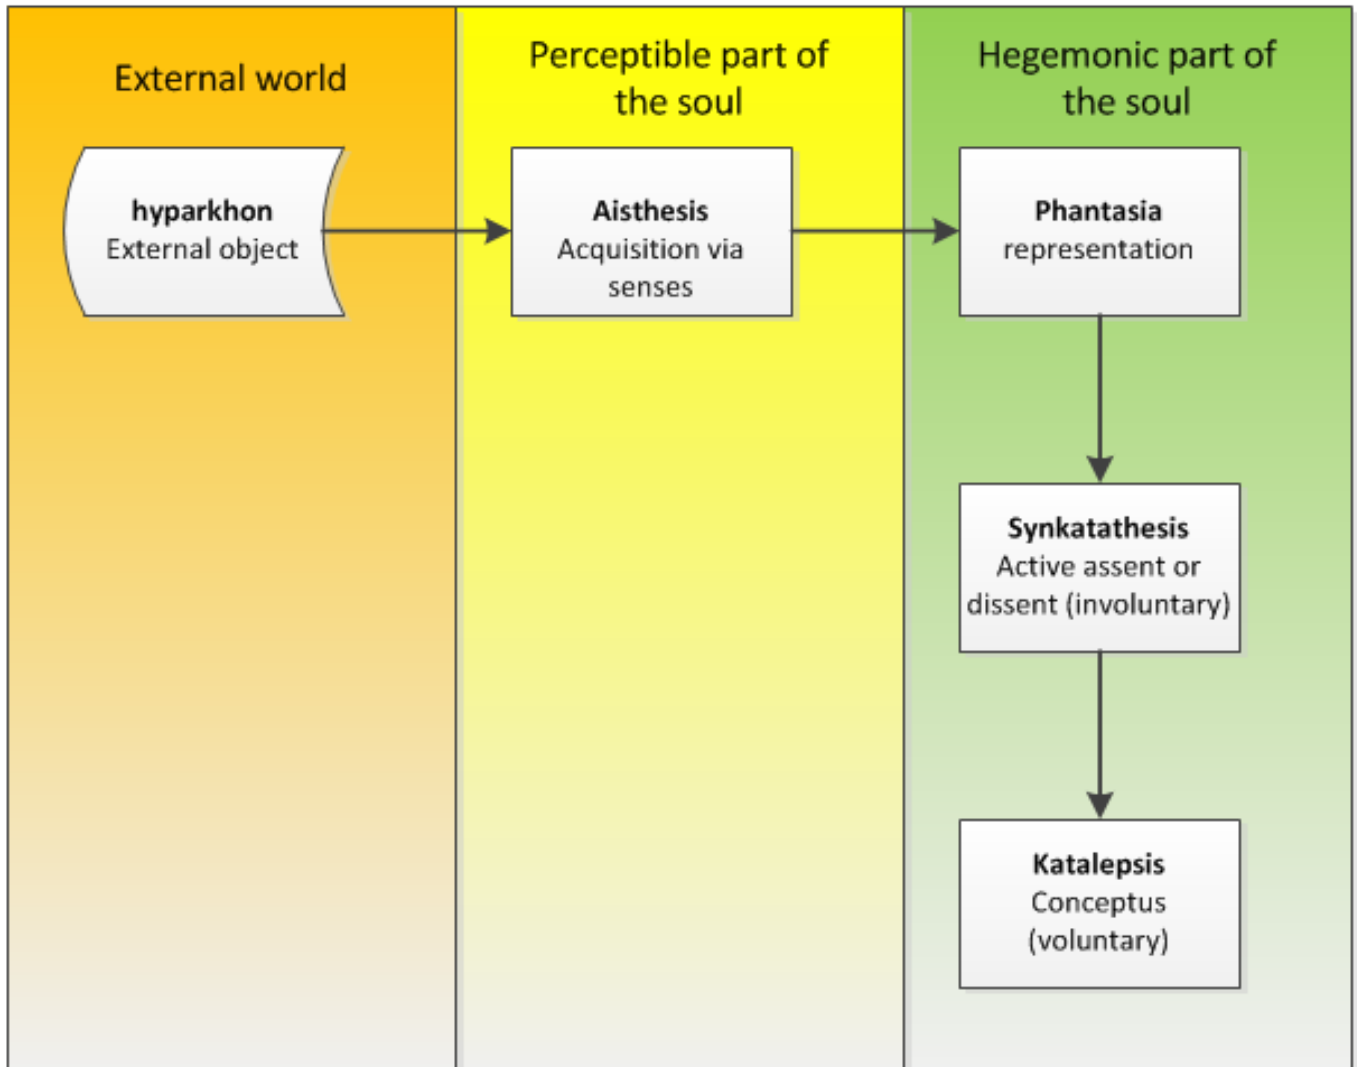 External world
Perceptible part of
the soul
Hegemonic part of
the soul
hyparkhon
External object
Aisthesis
Acquisition via
senses
Phantasia
representation
Synkatathesis
Active assent or
dissent (involuntary)
Katalepsis
Conceptus
(voluntary)